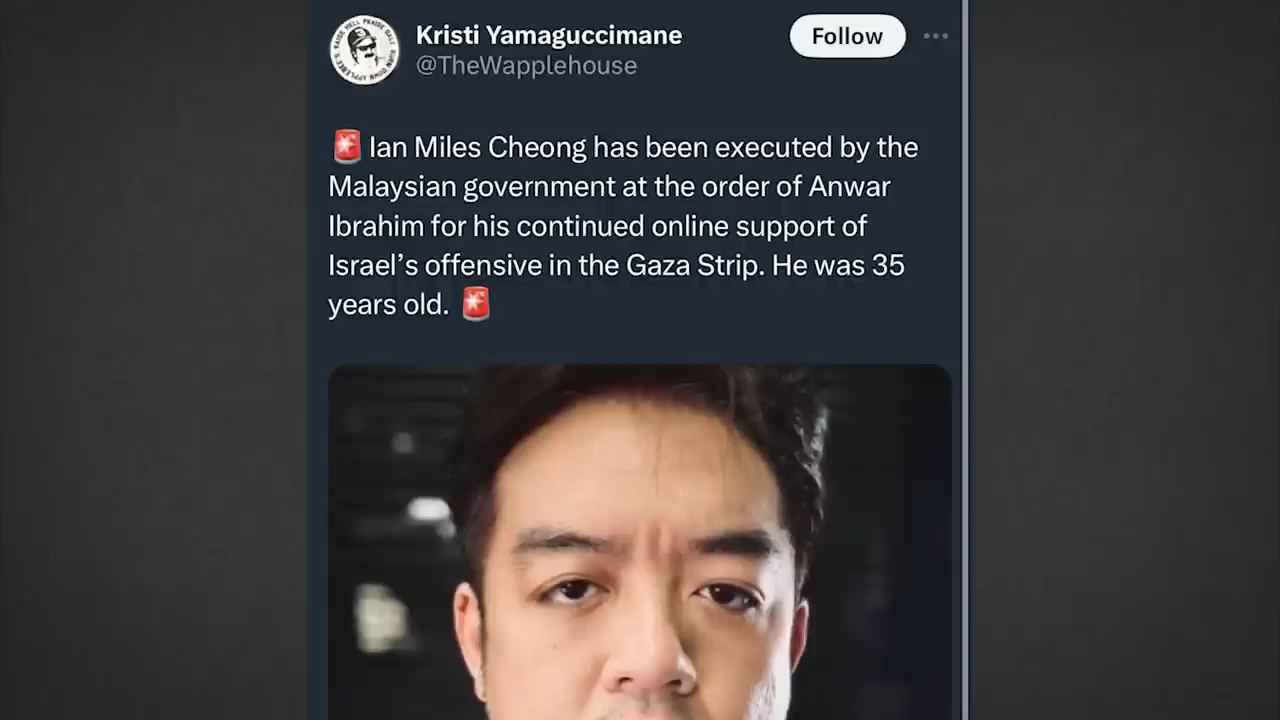 Kristi Yamaguccimane
Follow
@TheWapplehouse
🚨 Ian Miles Cheong has been executed by the
Malaysian government at the order of Anwar
Ibrahim for his continued online support of
Israel’s offensive in the Gaza Strip. He was 35
years old. 🚨